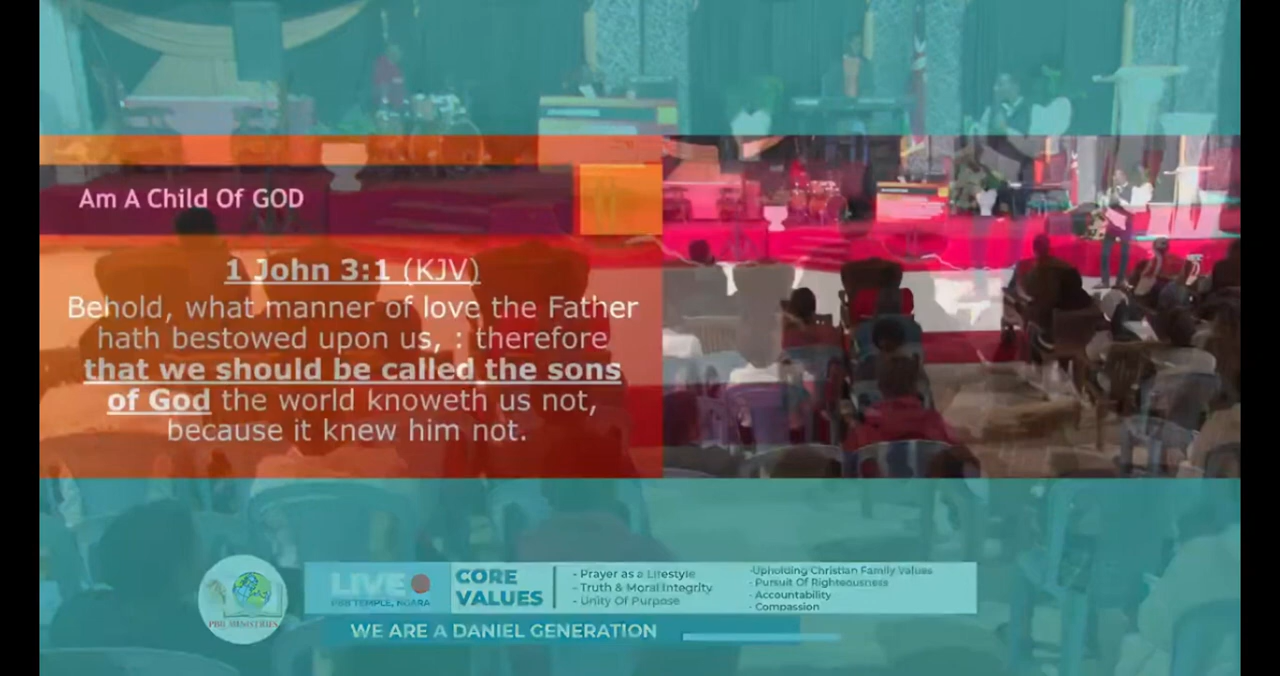 Am A Child Of GOD
1 John 3:1 (KJV)
Behold, what manner of love the Father
hath bestowed upon us, : therefore
that we should be called the sons
of God the world knoweth us not,
because it knew him not.
LIVE
PBB TEMPLE, NGARA
CORE
VALUES
- Prayer as a Lifestyle
- Truth & Moral Integrity
- Unity Of Purpose
-Upholding Christian Family Values
- Pursuit Of Righteousness
- Accountability
- Compassion
MINISTRIES
WE ARE A DANIEL GENERATION